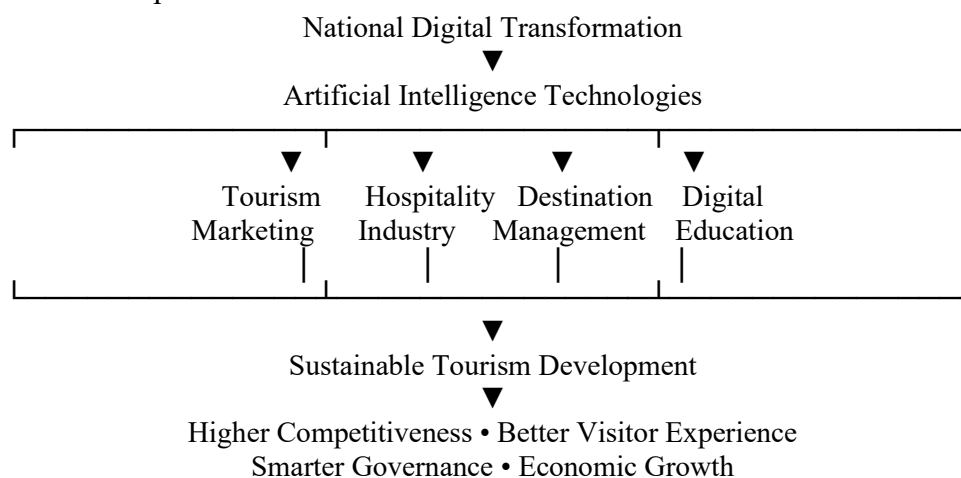 National Digital Transformation
Artificial Intelligence Technologies
Tourism Hospitality Destination Digital
Marketing Industry Management Education
Sustainable Tourism Development
Higher Competitiveness • Better Visitor Experience
Smarter Governance • Economic Growth